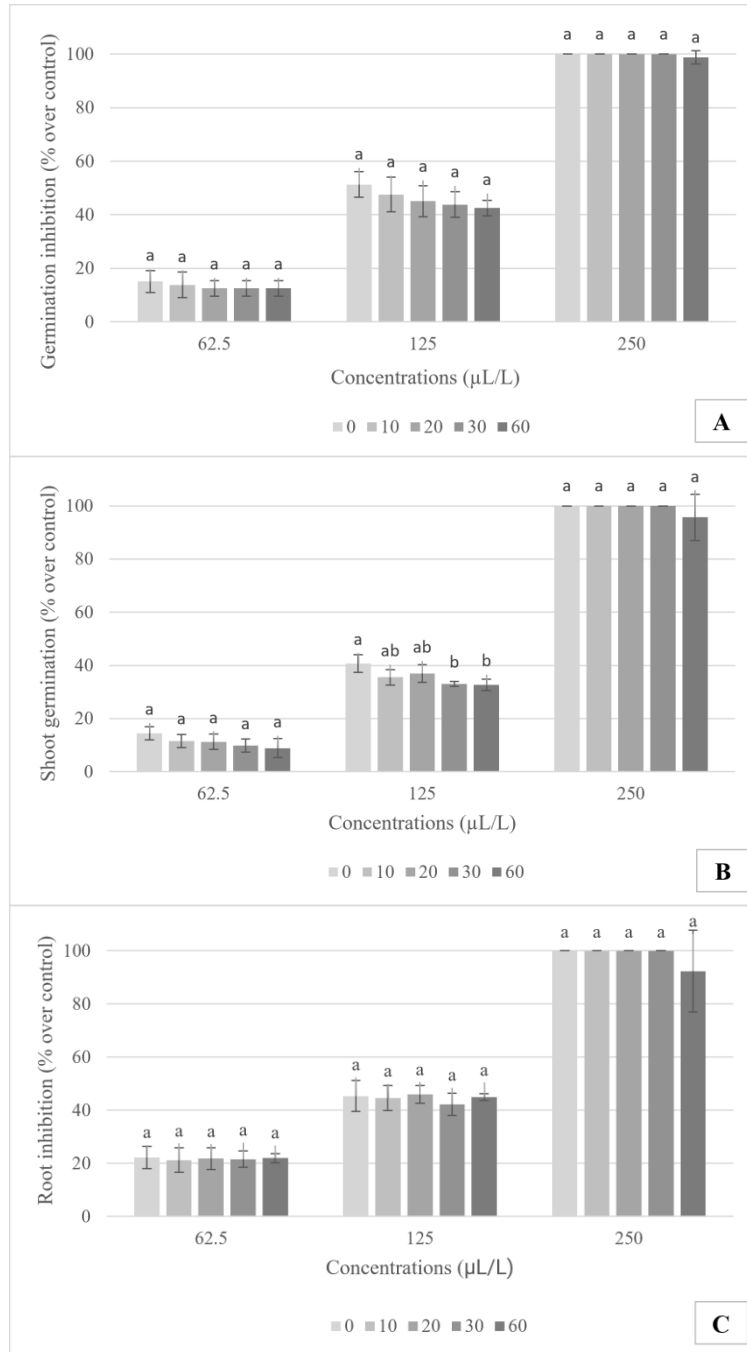 Germination inhibition (% over control)
100
80
60
40
20
0
a a a a a
a a a a a
a a a a a
62.5 125 250
Concentrations (µL/L)
0 10 20 30 60
A
Shoot germination (% over control)
100
80
60
40
20
0
a a a a a
a ab ab b b
a a a a a
62.5 125 250
Concentrations (µL/L)
0 10 20 30 60
B
Root inhibition (% over control)
100
80
60
40
20
0
a a a a a
a a a a a
a a a a a
62.5 125 250
Concentrations (µL/L)
0 10 20 30 60
C